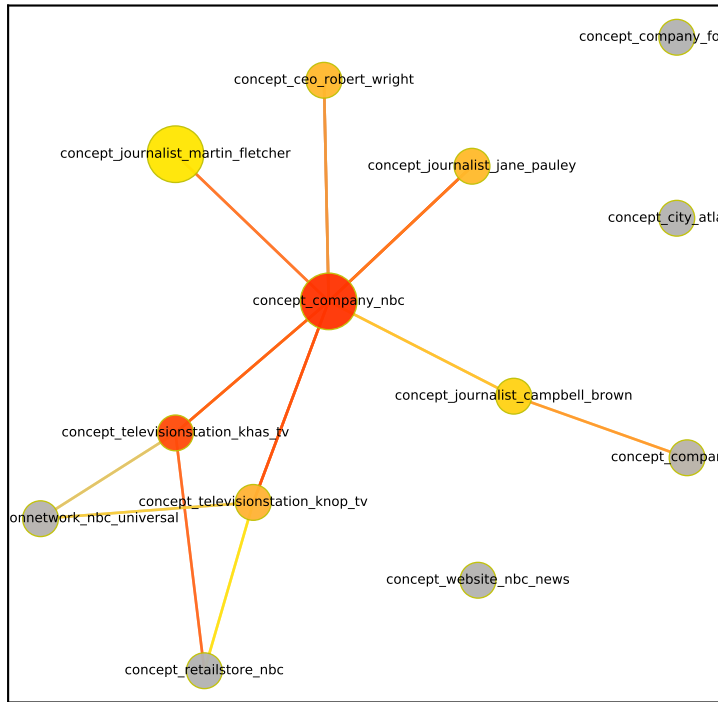 concept_company_fo
concept_ceo_robert_wright
concept_journalist_martin_fletcher
concept_journalist_jane_pauley
concept_city_atla
concept_company_nbc
concept_journalist_campbell_brown
concept_televisionstation_khas_tv
concept_compan
concept_televisionstation_knop_tv
onnetwork_nbc_universal
concept_website_nbc_news
concept_retailstore_nbc